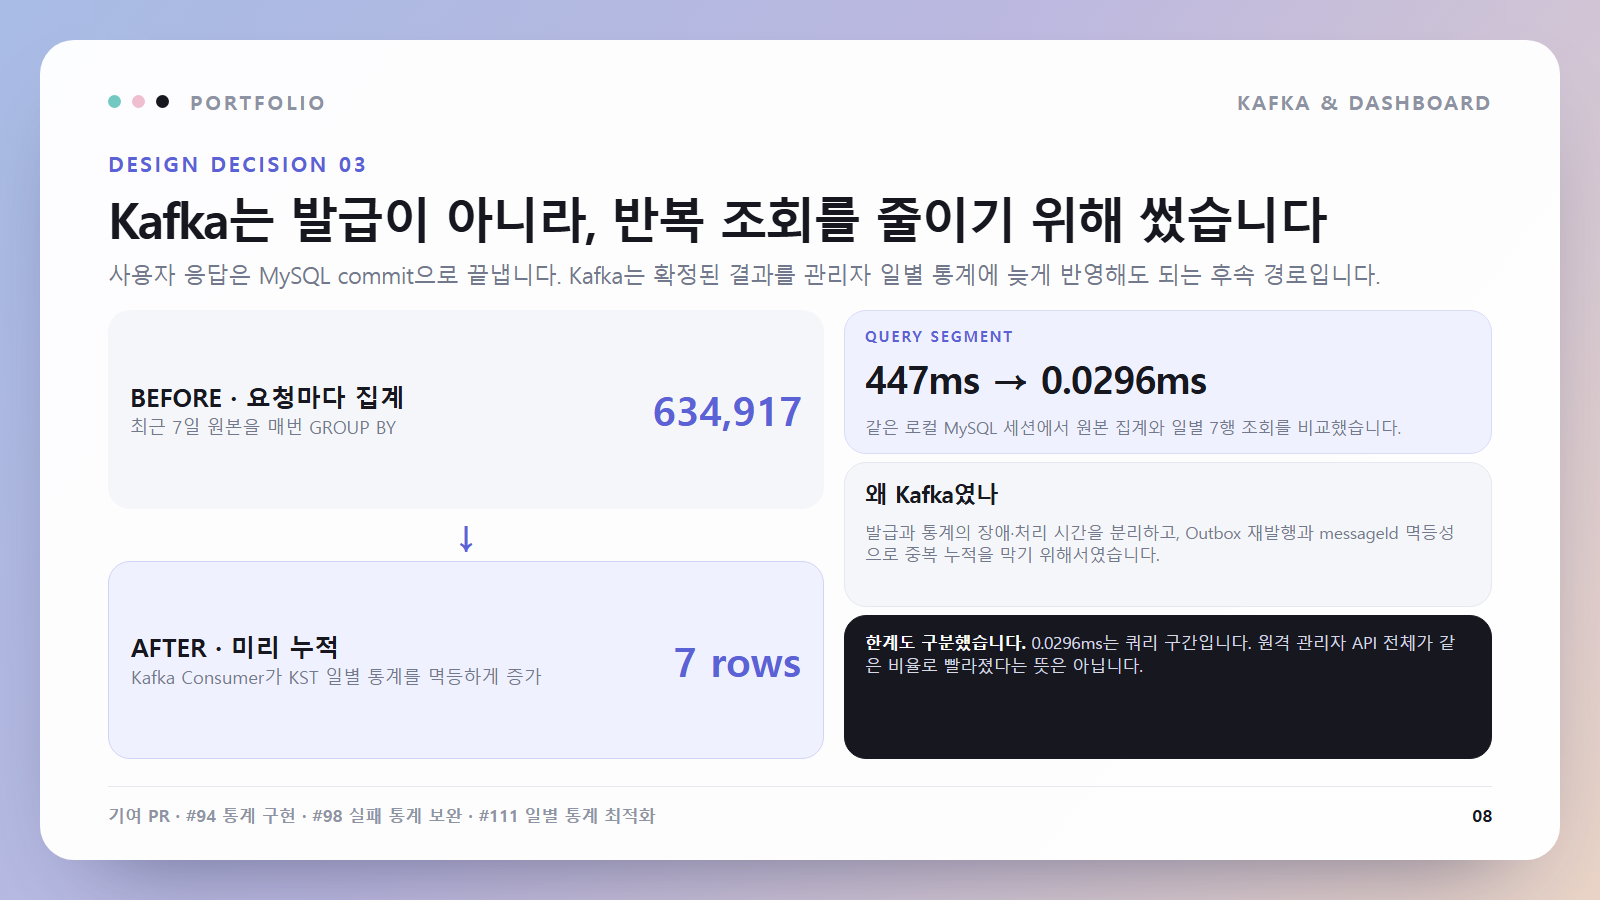 PORTFOLIO
KAFKA & DASHBOARD
DESIGN DECISION 03
Kafka는 발급이 아니라, 반복 조회를 줄이기 위해 썼습니다
사용자 응답은 MySQL commit으로 끝냅니다. Kafka는 확정된 결과를 관리자 일별 통계에 늦게 반영해도 되는 후속 경로입니다.
BEFORE · 요청마다 집계
최근 7일 원본을 매번 GROUP BY
634,917
↓
AFTER · 미리 누적
Kafka Consumer가 KST 일별 통계를 멱등하게 증가
7 rows
QUERY SEGMENT
447ms → 0.0296ms
같은 로컬 MySQL 세션에서 원본 집계와 일별 7행 조회를 비교했습니다.
왜 Kafka였나
발급과 통계의 장애·처리 시간을 분리하고, Outbox 재발행과 messageId 멱등성
으로 중복 누적을 막기 위해서였습니다.
한계도 구분했습니다. 0.0296ms는 쿼리 구간입니다. 원격 관리자 API 전체가 같
은 비율로 빨라졌다는 뜻은 아닙니다.
기여 PR · #94 통계 구현 · #98 실패 통계 보완 · #111 일별 통계 최적화
08